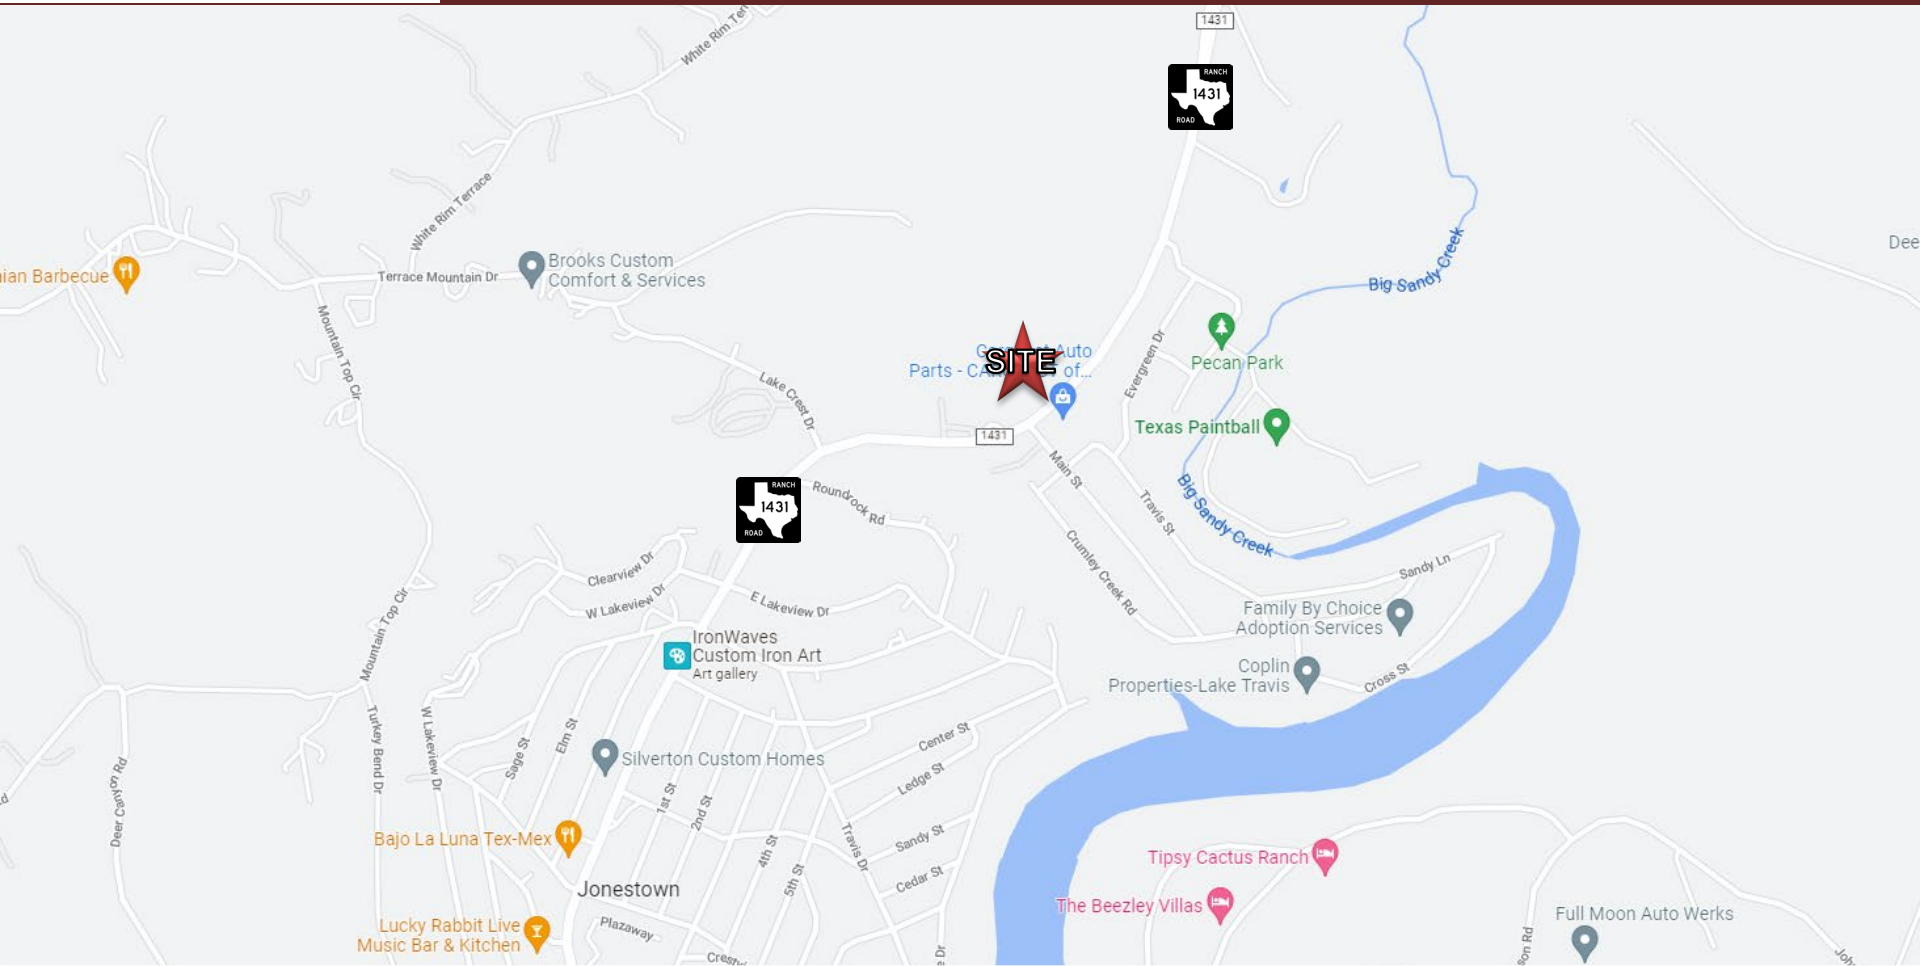 1431
White Rim Ter
RANCH
1431
ROAD
White Rim Terrace
Big Sandy Creek
Dee
ian Barbecue
Terrace Mountain Dr
Brooks Custom
Comfort & Services
Mountain Top Cir
SITE
Auto
Parts - CA
of...
Evergreen Dr
Pecan Park
Lake Crest Dr
Texas Paintball
1431
Main St
RANCH
1431
ROAD
Roundrock Rd
Travis St
Big Sandy Creek
Clearview Dr
W Lakeview Dr
E Lakeview Dr
Crumley Creek Rd
Sandy Ln
Mountain Top Cir
Family By Choice
Adoption Services
IronWaves
Custom Iron Art
Art gallery
Coplin
Properties-Lake Travis
Cross St
Turkey Bend Dr
W Lakeview Dr
Sage St
Elm St
Center St
Silverton Custom Homes
Ledge St
Deer Canyon Rd
1st St
2nd St
Bajo La Luna Tex-Mex
4th St
5th St
Travis Dr
Sandy St
Cedar St
Tipsy Cactus Ranch
Jonestown
The Beezley Villas
Lucky Rabbit Live
Music Bar & Kitchen
Plazaway
Crestv
e Dr
Full Moon Auto Werks
son Rd
Joh